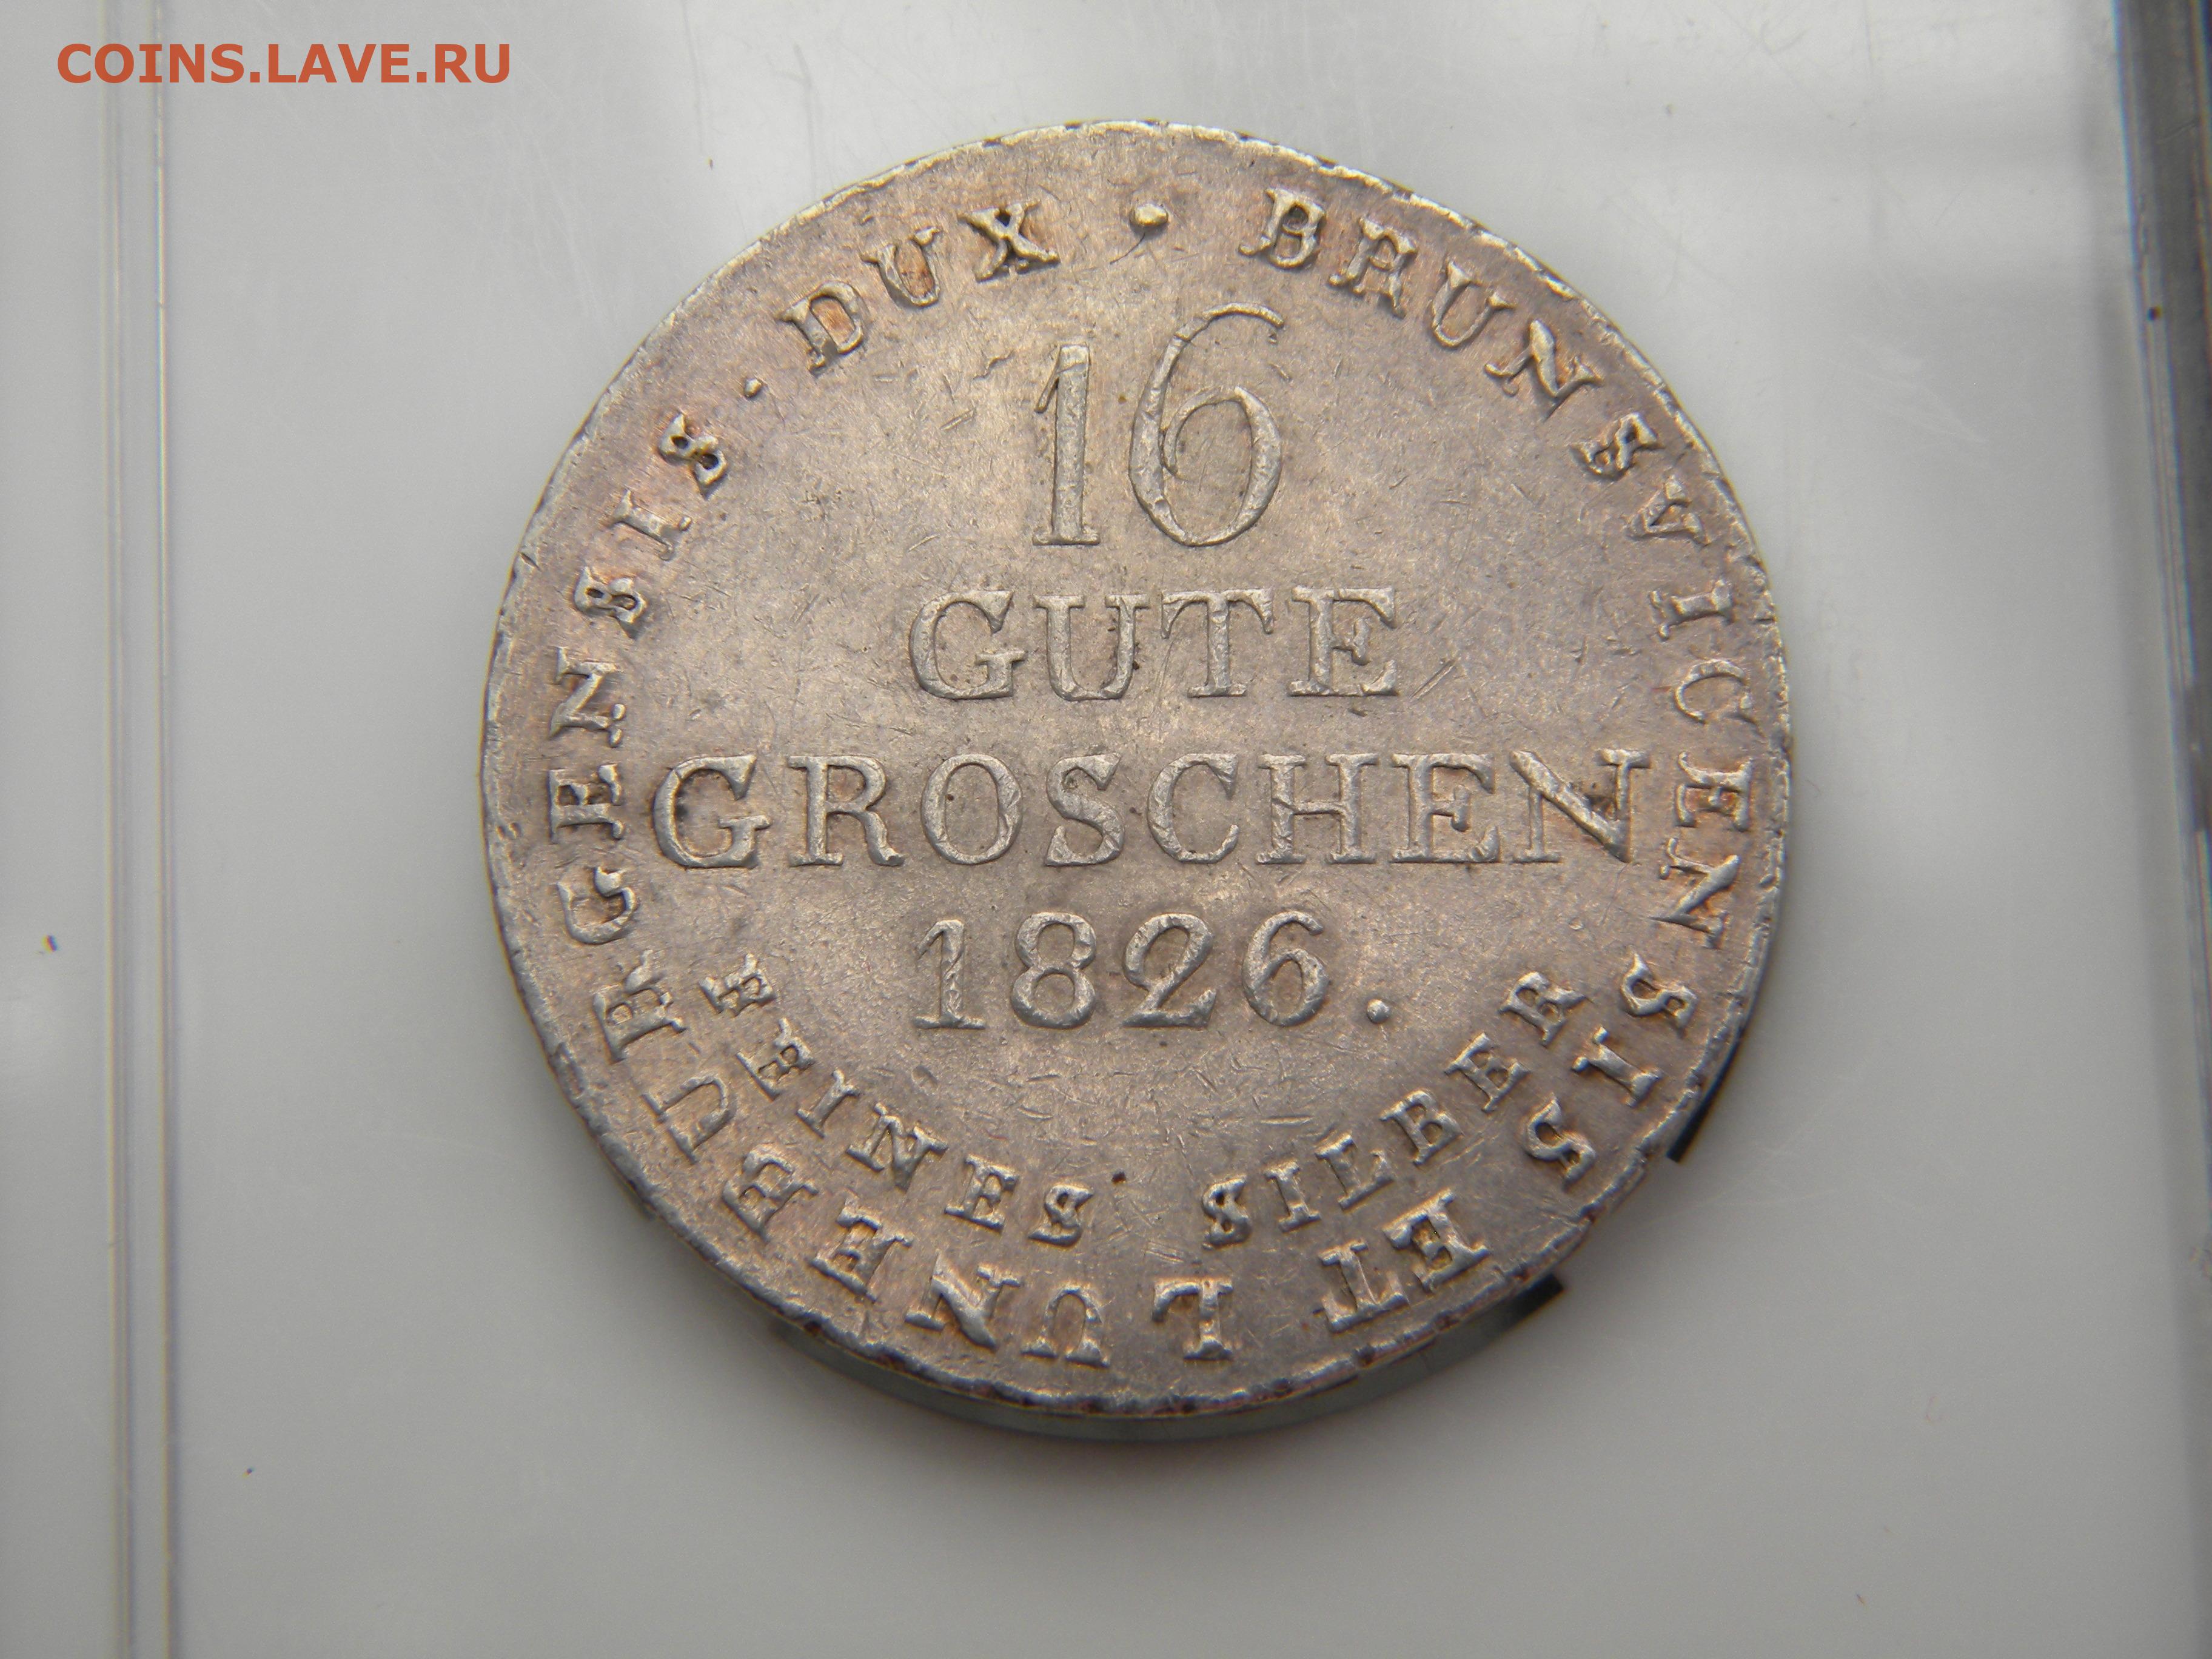 COINS.LAVE.RU
BRUNSVICENSIS ET LUNEBURGENSIS . DUX .
16
GUTE
GROSCHEN
1826.
FEINES SILBER